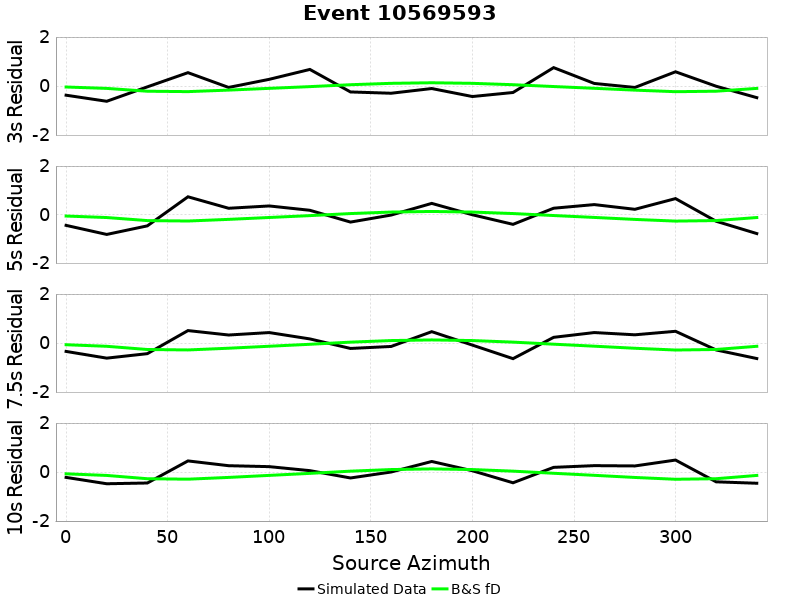 Event 10569593
3s Residual
2
0
-2
5s Residual
2
0
-2
7.5s Residual
2
0
-2
10s Residual
2
0
-2
0 50 100 150 200 250 300
Source Azimuth
Simulated Data B&S fD